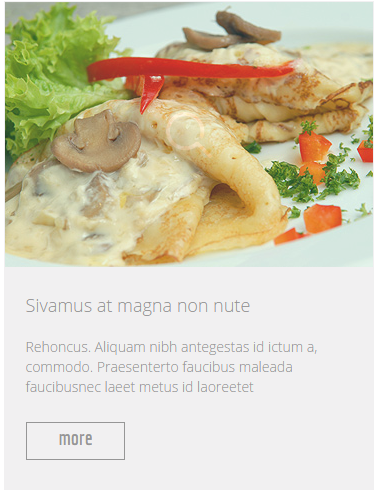 Sivamus at magna non nute
Rehoncus. Aliquam nibh antegestas id ictum a,
commodo. Praesenterto faucibus maleada
faucibusnec laeet metus id laoreetet
more